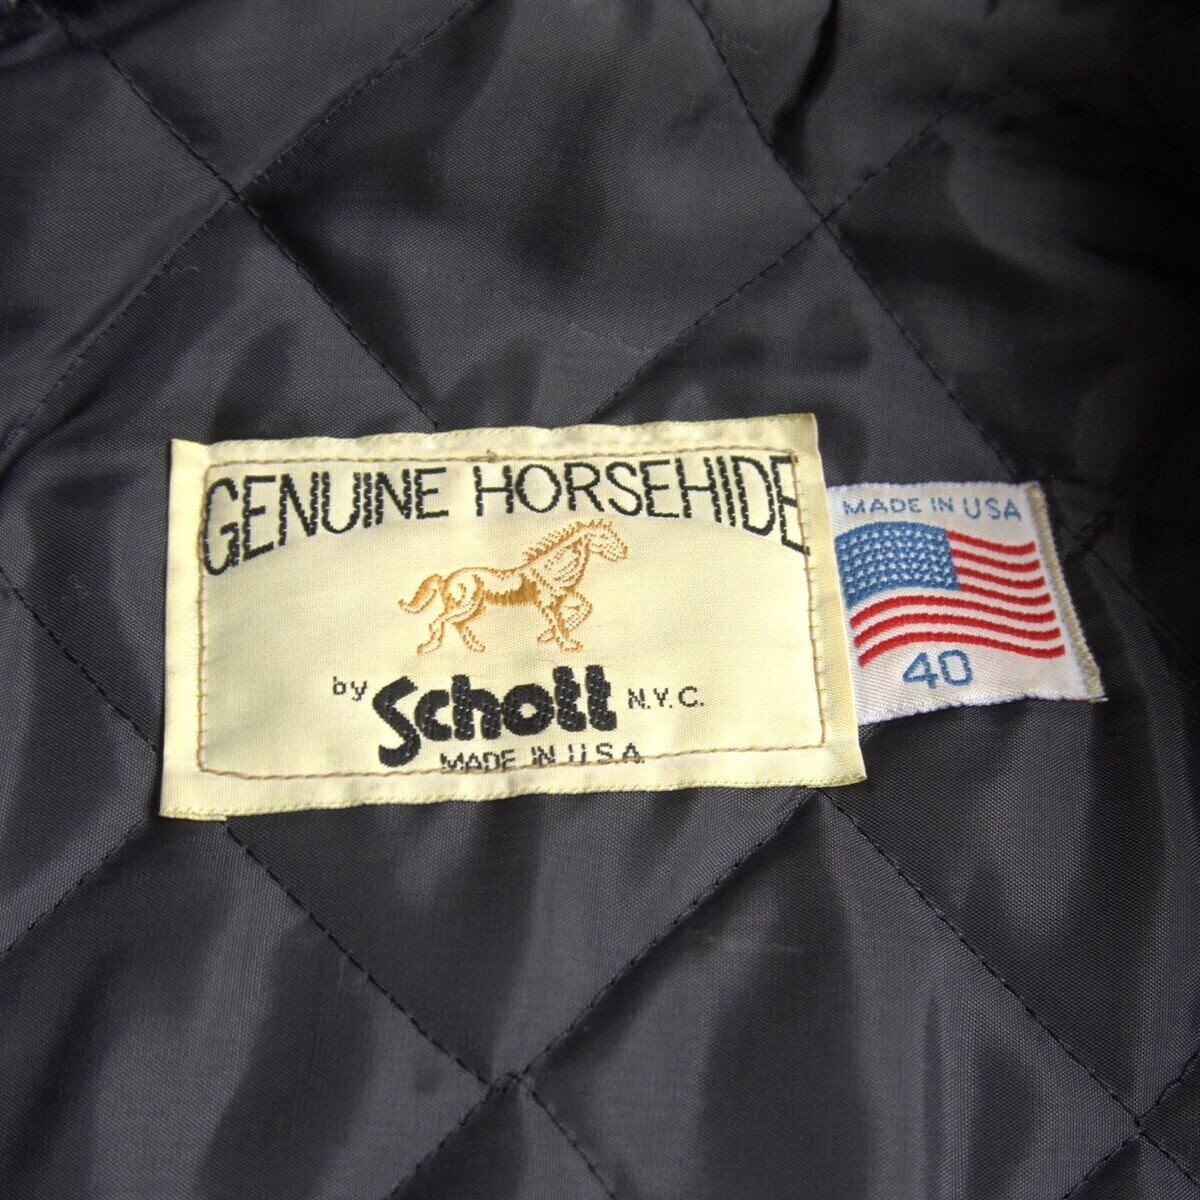 GENUINE HORSEHIDE
by Schott N.Y.C.
MADE IN U.S.A.
MADE IN USA
40